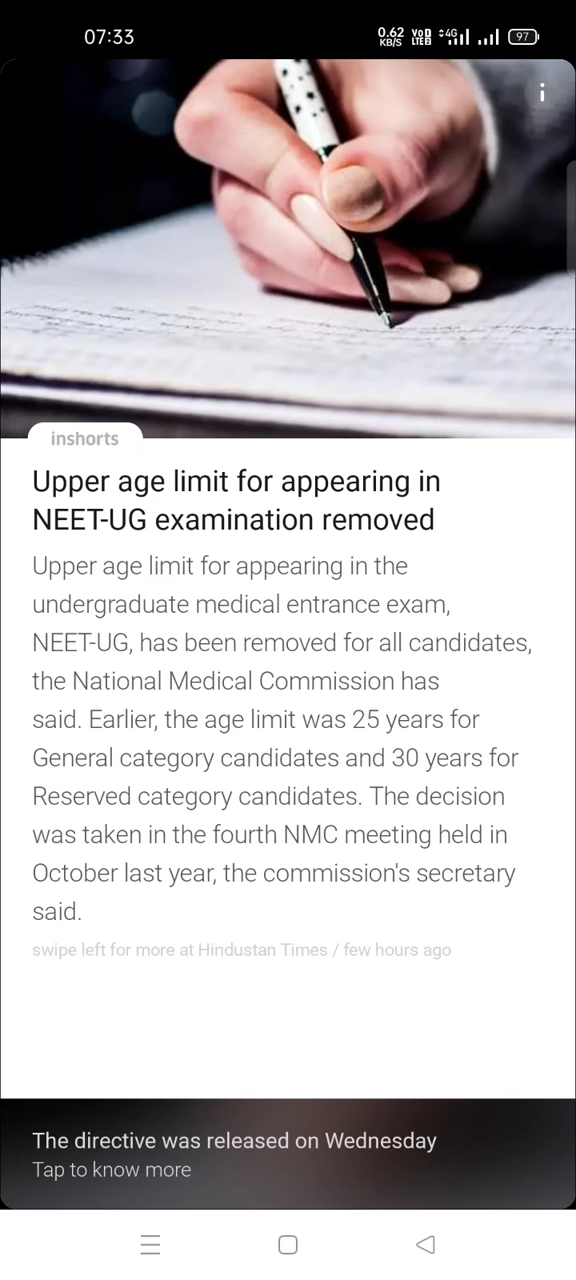 07:33
0.62 KB/S VoD LTE2 4G 97
inshorts
Upper age limit for appearing in
NEET-UG examination removed
Upper age limit for appearing in the
undergraduate medical entrance exam,
NEET-UG, has been removed for all candidates,
the National Medical Commission has
said. Earlier, the age limit was 25 years for
General category candidates and 30 years for
Reserved category candidates. The decision
was taken in the fourth NMC meeting held in
October last year, the commission's secretary
said.
swipe left for more at Hindustan Times / few hours ago
The directive was released on Wednesday
Tap to know more